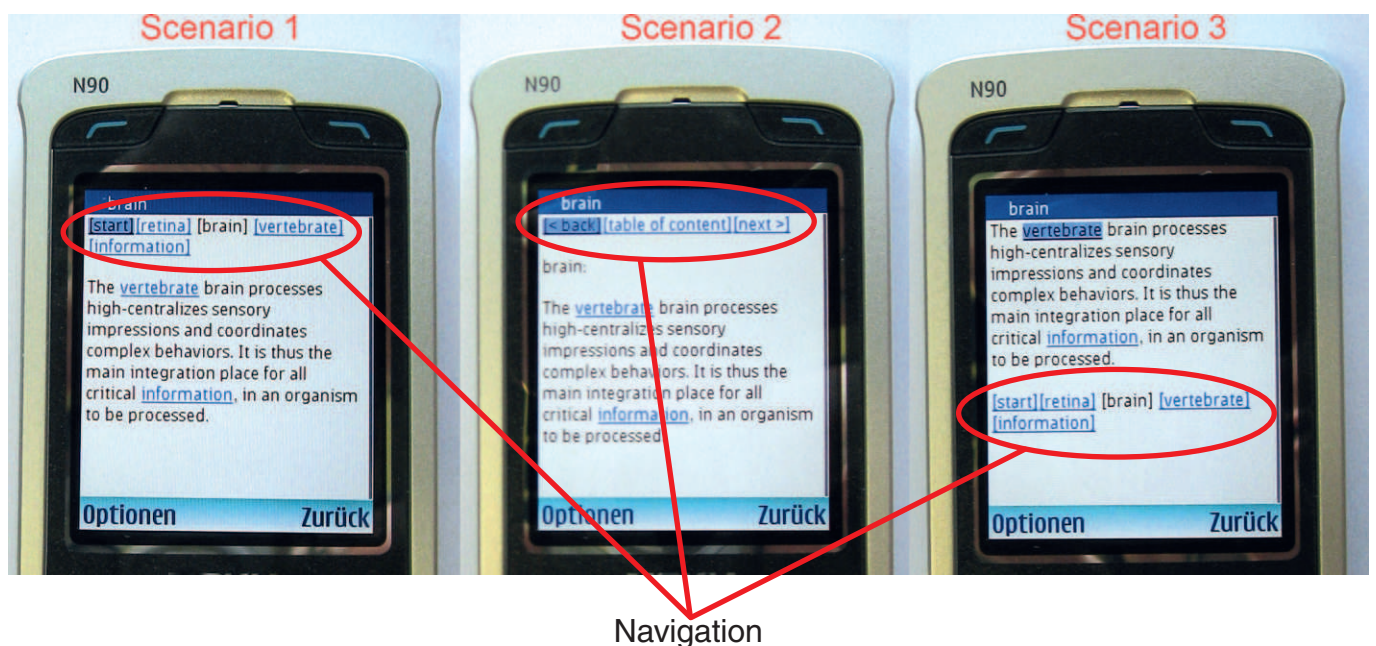 Scenario 1
Scenario 2
Scenario 3
N90
brain
[start][retina] [brain] [vertebrate]
[information]
The vertebrate brain processes
high-centralizes sensory
impressions and coordinates
complex behaviors. It is thus the
main integration place for all
critical information, in an organism
to be processed.
Optionen Zurück
N90
brain
[< back][table of content][next >]
brain:
The vertebrate brain processes
high-centralizes sensory
impressions and coordinates
complex behaviors. It is thus the
main integration place for all
critical information, in an organism
to be processed.
Optionen Zurück
N90
brain
The vertebrate brain processes
high-centralizes sensory
impressions and coordinates
complex behaviors. It is thus the
main integration place for all
critical information, in an organism
to be processed.
[start][retina] [brain] [vertebrate]
[information]
Optionen Zurück
Navigation